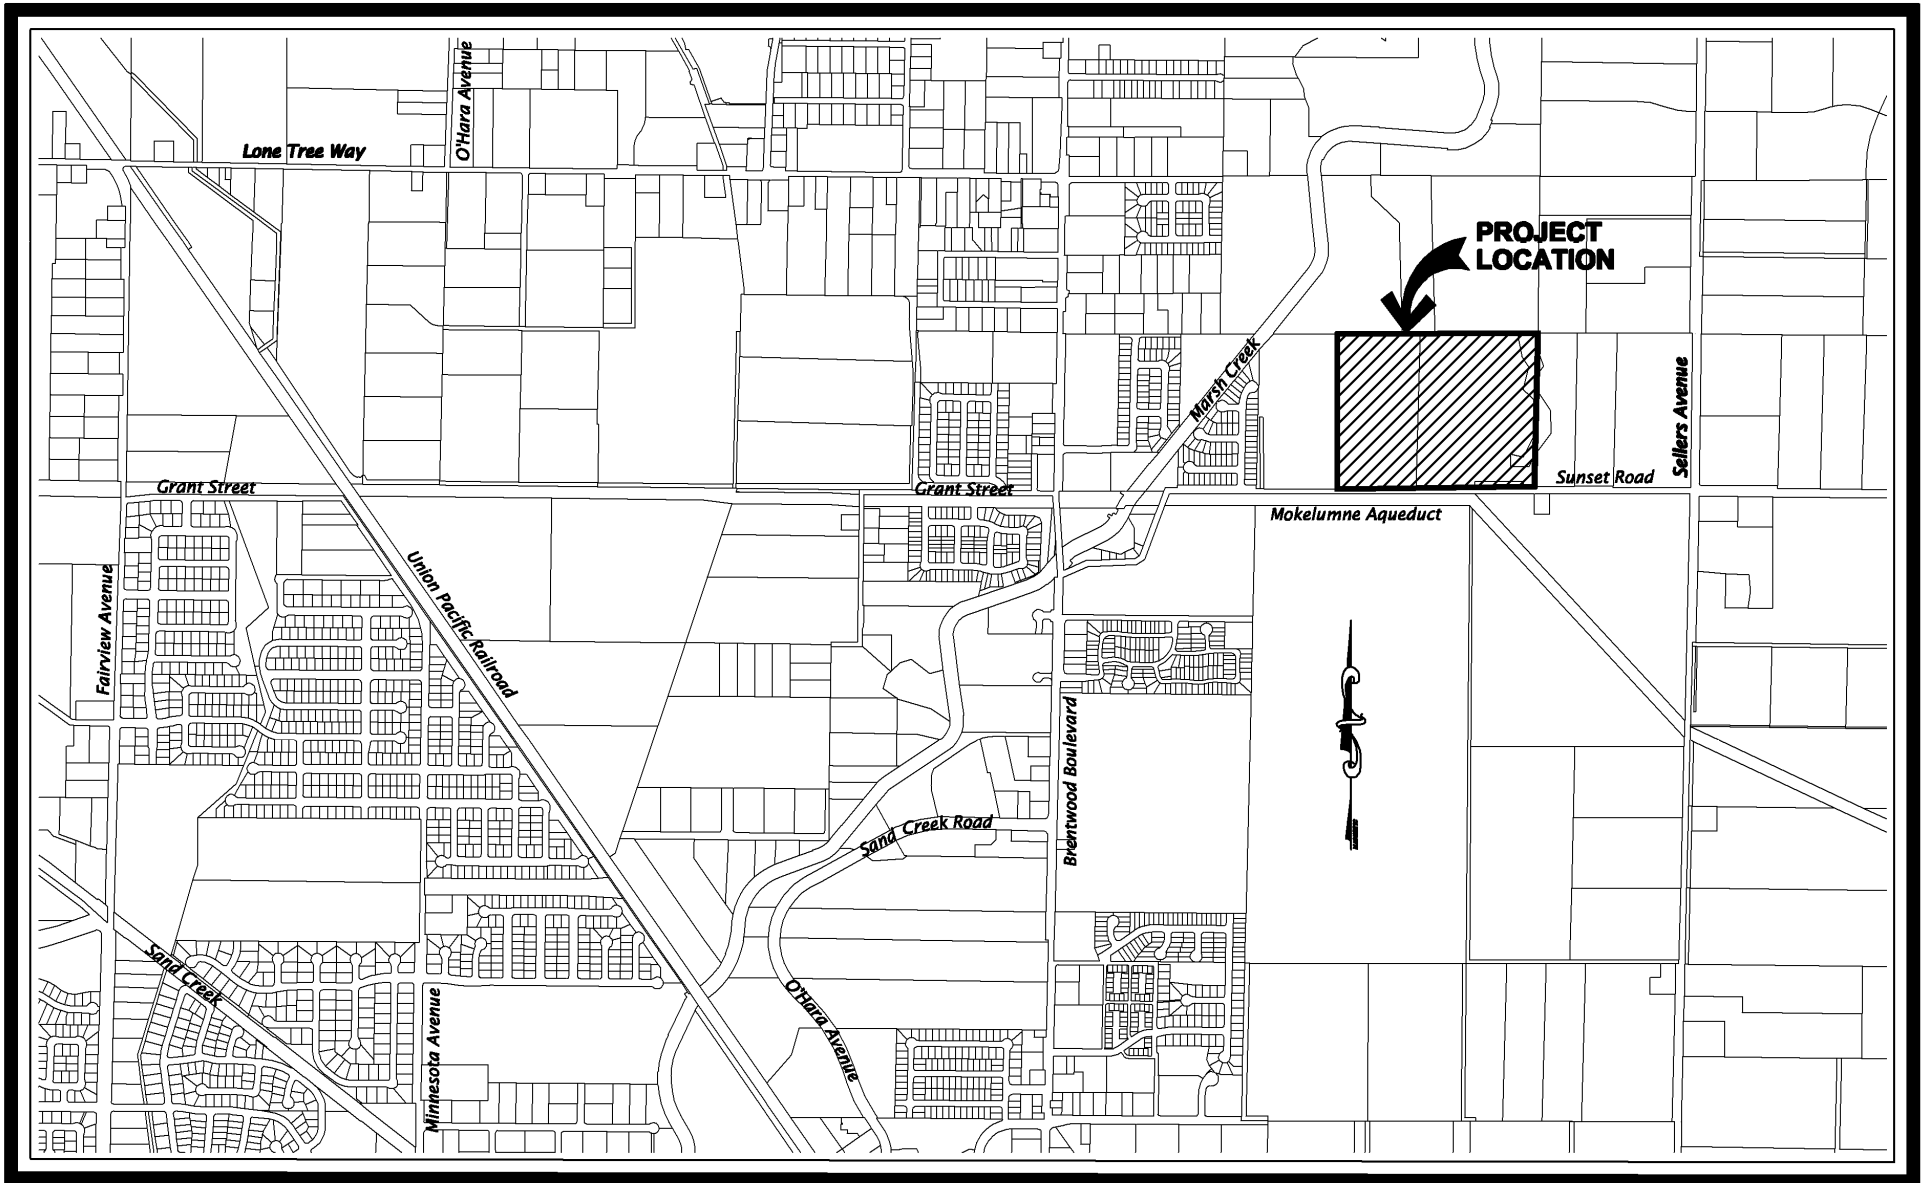 O'Hara Avenue
Lone Tree Way
PROJECT
LOCATION
Marsh Creek
Sellers Avenue
Grant Street
Grant Street
Sunset Road
Mokelumne Aqueduct
Union Pacific Railroad
Fairview Avenue
Brentwood Boulevard
Sand Creek Road
Sand Creek
O'Hara Avenue
Minnesota Avenue